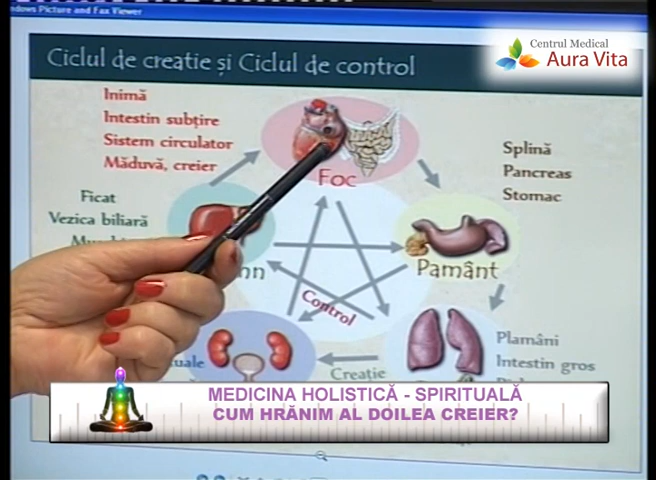 ndows Picture and Fax Viewer
Centrul Medical
Aura Vita
Ciclul de creatie și Ciclul de control
Inimă
Intestin subțire
Sistem circulator
Măduvă, creier
Foc
Splină
Pancreas
Stomac
Ficat
Vezica biliară
Pamânt
Control
Plamâni
Intestin gros
Creație
MEDICINA HOLISTICĂ - SPIRITUALĂ
CUM HRĂNIM AL DOILEA CREIER?